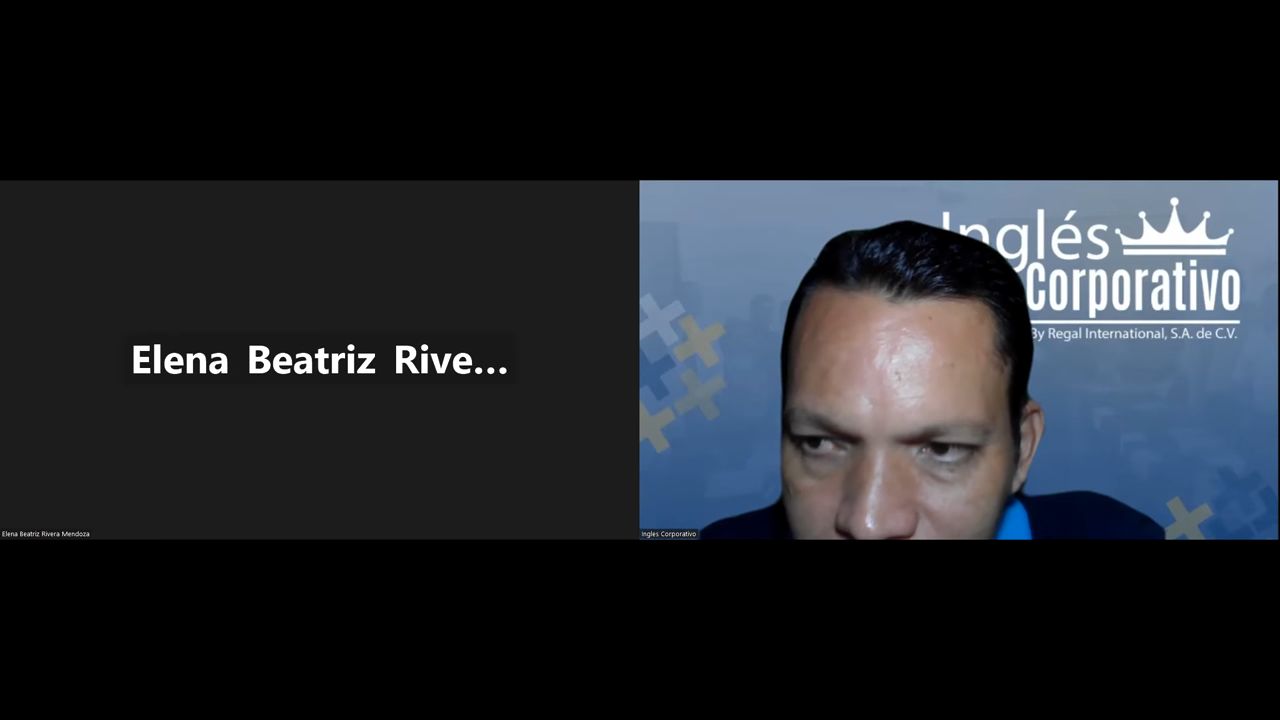 Elena Beatriz Rive...
Elena Beatriz Rivera Mendoza
Inglés
Corporativo
By Regal International, S.A. de C.V.
Ingles Corporativo